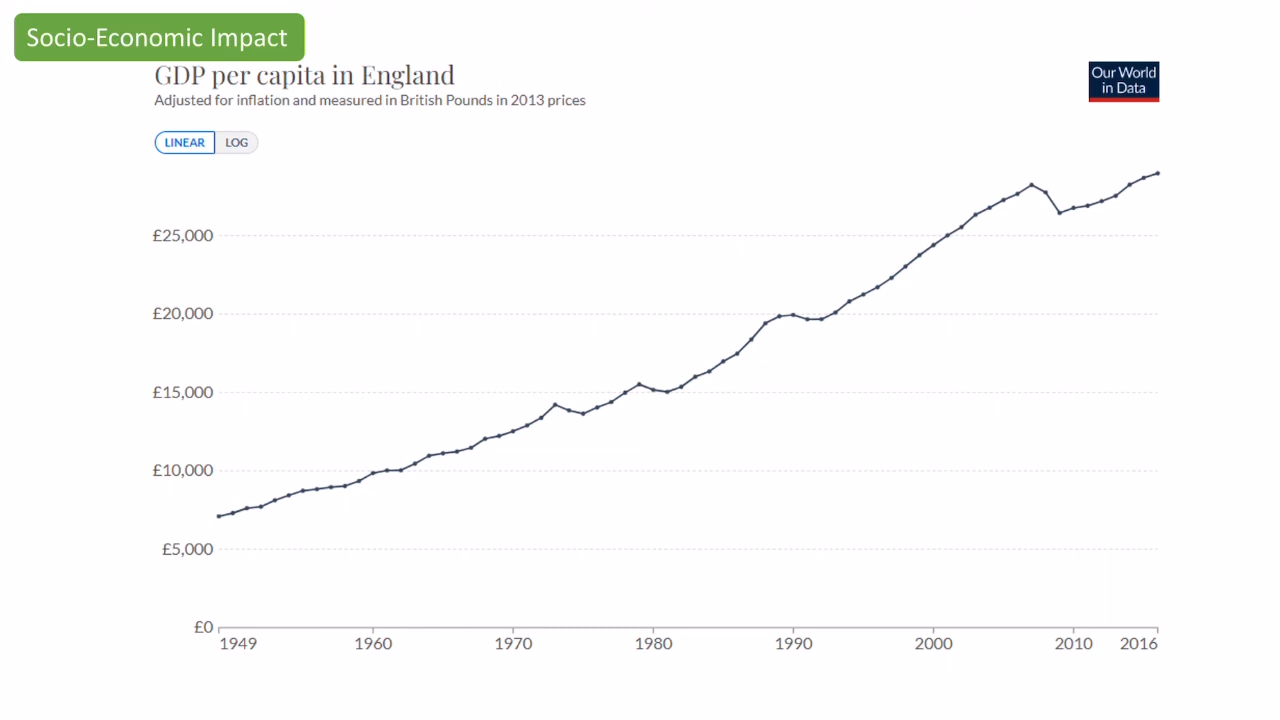 Socio-Economic Impact
GDP per capita in England
Adjusted for inflation and measured in British Pounds in 2013 prices
Our World
in Data
LINEAR LOG
£25,000
£20,000
£15,000
£10,000
£5,000
£0
1949 1960 1970 1980 1990 2000 2010 2016